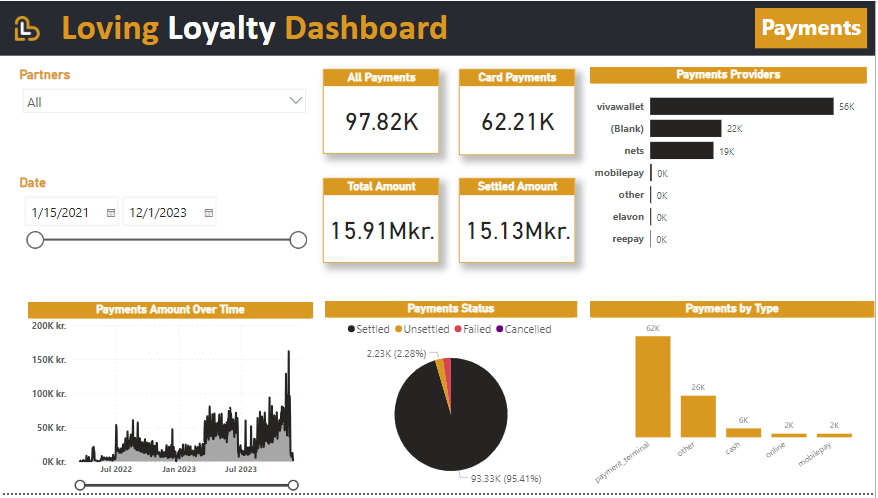 Loving Loyalty Dashboard
Payments
Partners
All
Date
1/15/2021
12/1/2023
All Payments
97.82K
Card Payments
62.21K
Total Amount
15.91Mkr.
Settled Amount
15.13Mkr.
Payments Providers
vivawallet 56K
(Blank) 22K
nets 19K
mobilepay 0K
other 0K
elavon 0K
reepay 0K
Payments Amount Over Time
200K kr.
150K kr.
100K kr.
50K kr.
0K kr.
Jul 2022 Jan 2023 Jul 2023
Payments Status
Settled Unsettled Failed Cancelled
2.23K (2.28%)
93.33K (95.41%)
Payments by Type
62K
26K
6K
2K
2K
payment_terminal
other
cash
online
mobilepay